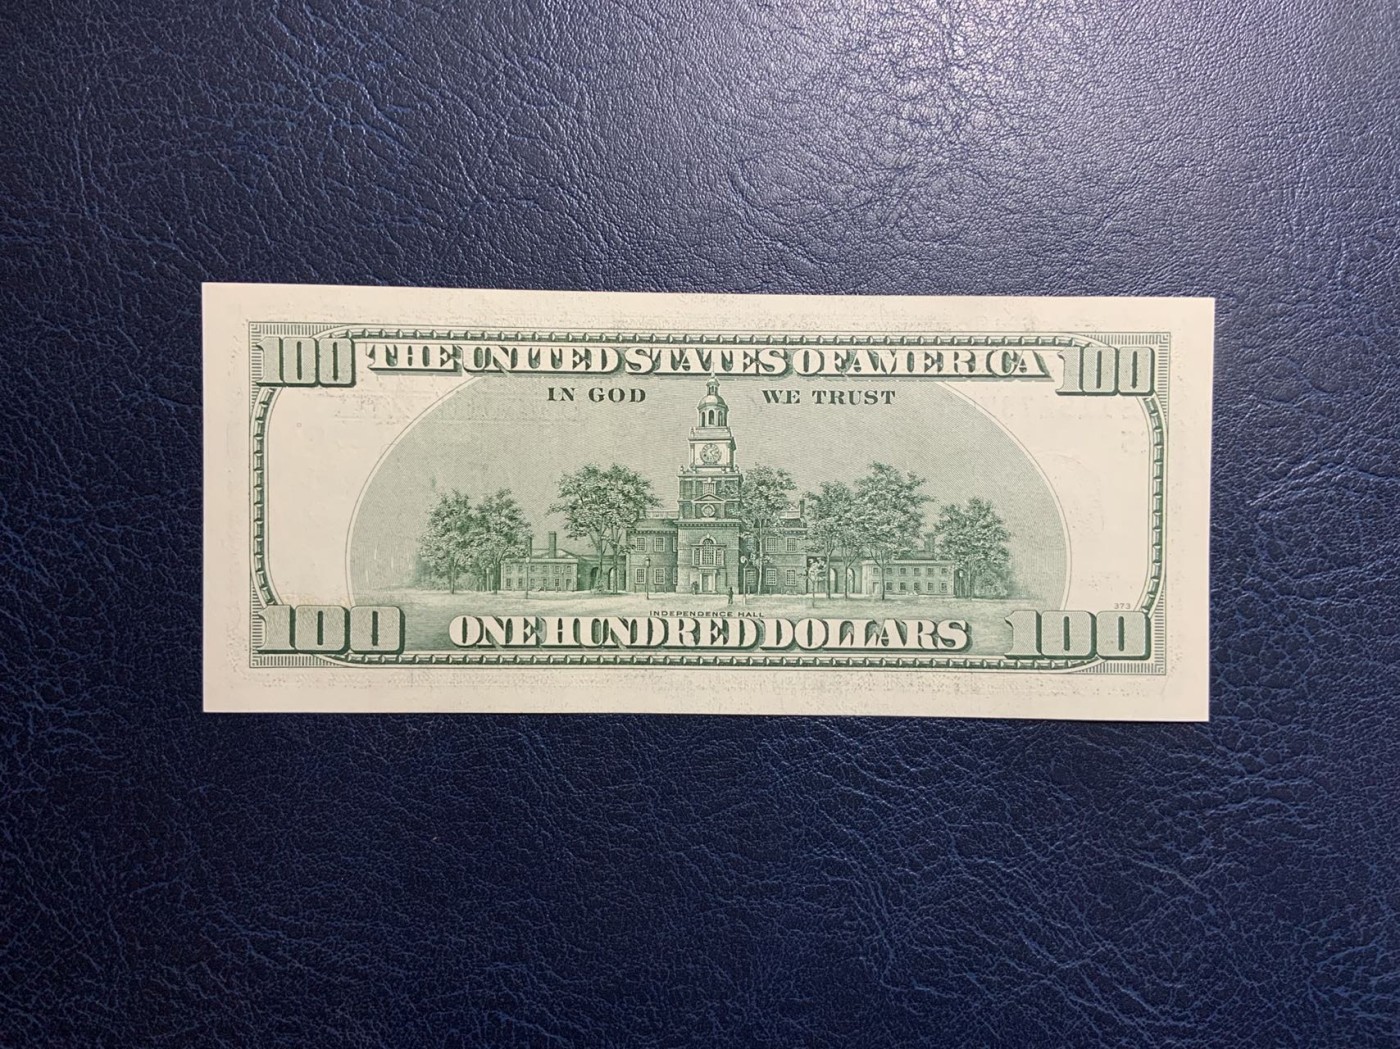 100 THE UNITED STATES OF AMERICA 100
IN GOD WE TRUST
373
INDEPENDENCE HALL
100 ONE HUNDRED DOLLARS 100